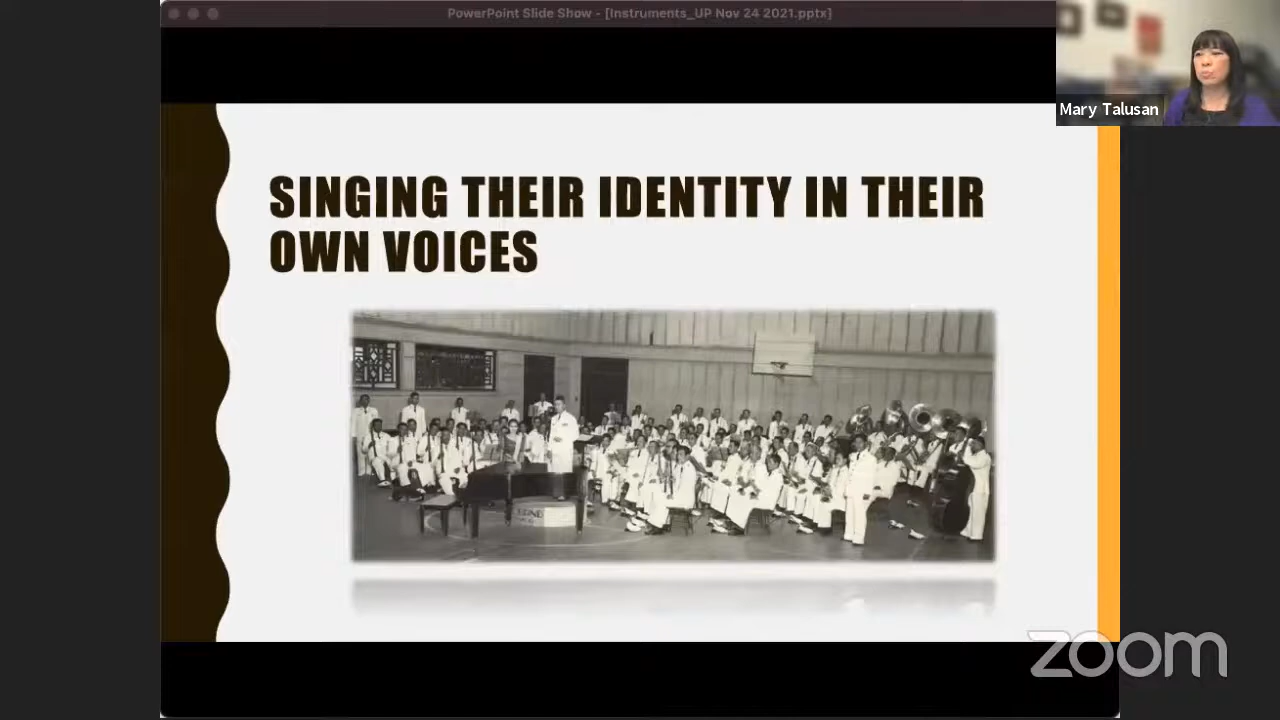 PowerPoint Slide Show - [Instruments_UP Nov 24 2021.pptx]
Mary Talusan
SINGING THEIR IDENTITY IN THEIR
OWN VOICES
zoom